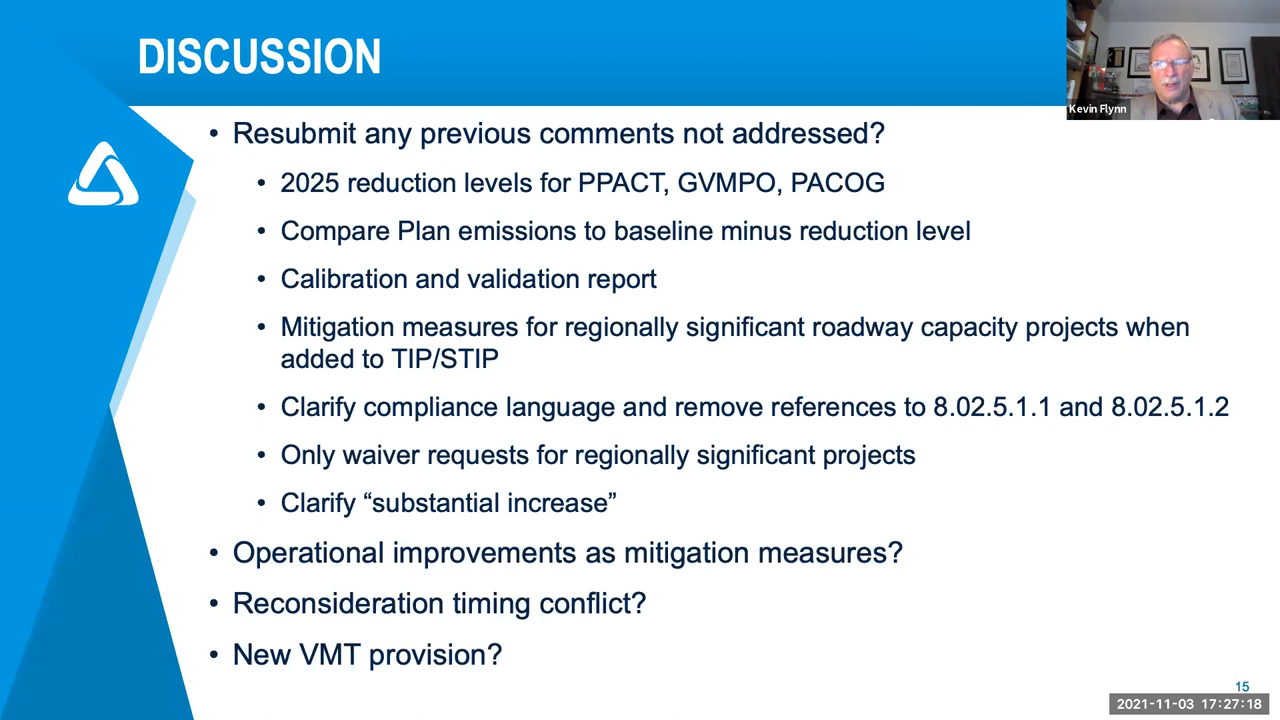 DISCUSSION
Kevin Flynn
• Resubmit any previous comments not addressed?
• 2025 reduction levels for PPACT, GVMPO, PACOG
• Compare Plan emissions to baseline minus reduction level
• Calibration and validation report
• Mitigation measures for regionally significant roadway capacity projects when
added to TIP/STIP
• Clarify compliance language and remove references to 8.02.5.1.1 and 8.02.5.1.2
• Only waiver requests for regionally significant projects
• Clarify “substantial increase”
• Operational improvements as mitigation measures?
• Reconsideration timing conflict?
• New VMT provision?
15
2021-11-03 17:27:18